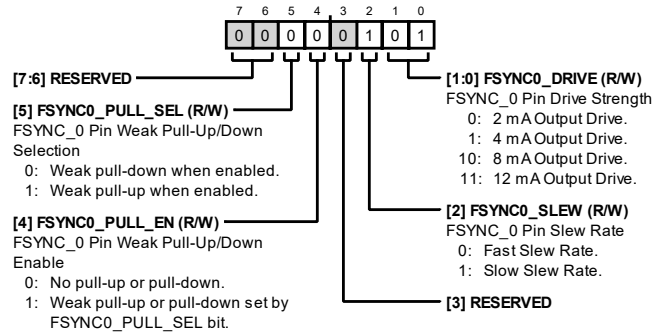 7 6 5 4 3 2 1 0
0 0 0 0 0 1 0 1
[7:6] RESERVED
[5] FSYNC0_PULL_SEL (R/W)
FSYNC_0 Pin Weak Pull-Up/Down
Selection
0: Weak pull-down when enabled.
1: Weak pull-up when enabled.
[4] FSYNC0_PULL_EN (R/W)
FSYNC_0 Pin Weak Pull-Up/Down
Enable
0: No pull-up or pull-down.
1: Weak pull-up or pull-down set by
FSYNC0_PULL_SEL bit.
[1:0] FSYNC0_DRIVE (R/W)
FSYNC_0 Pin Drive Strength
0: 2 mA Output Drive.
1: 4 mA Output Drive.
10: 8 mA Output Drive.
11: 12 mA Output Drive.
[2] FSYNC0_SLEW (R/W)
FSYNC_0 Pin Slew Rate
0: Fast Slew Rate.
1: Slow Slew Rate.
[3] RESERVED